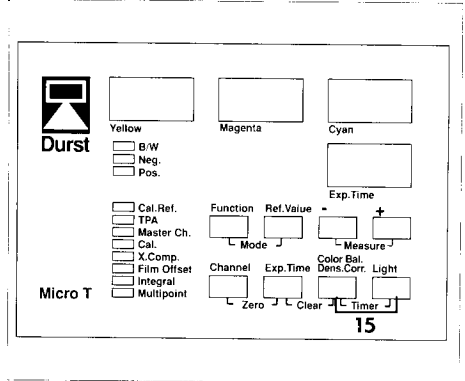 Durst
Yellow
Magenta
Cyan
B/W
Neg.
Pos.
Exp.Time
Cal.Ref.
TPA
Master Ch.
Cal.
X.Comp.
Film Offset
Integral
Multipoint
Function Ref.Value - +
Mode
Measure
Channel Exp.Time Color Bal. Dens.Corr. Light
Zero Clear Timer
Micro T
15